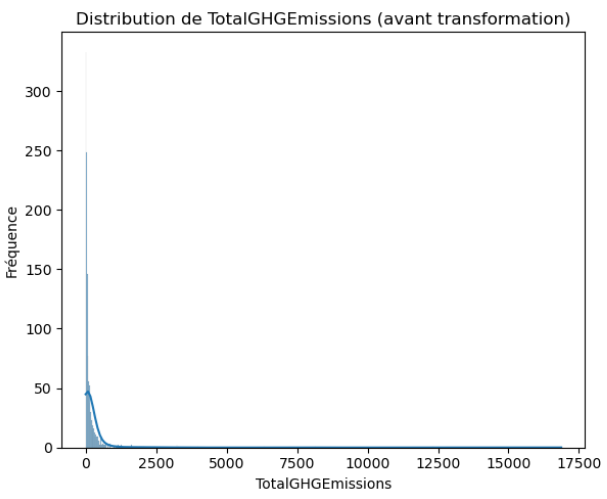 Distribution de TotalGHGEmissions (avant transformation)
300
250
200
150
100
50
0
Fréquence
0 2500 5000 7500 10000 12500 15000 17500
TotalGHGEmissions